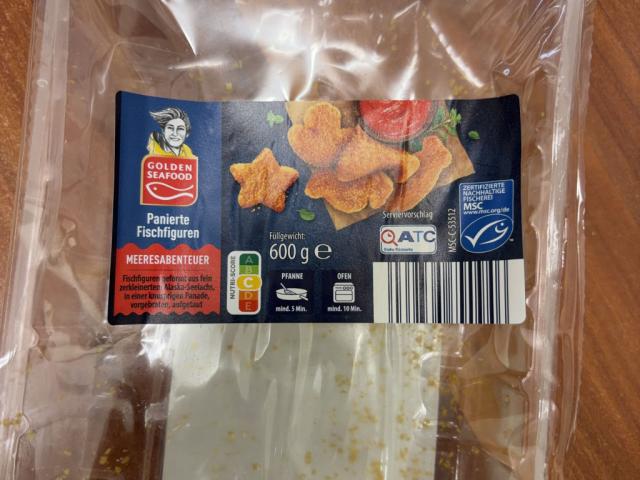 GOLDEN
SEAFOOD
Panierte
Fischfiguren
MEERESABENTEUER
Fischfiguren geformt aus fein
zerkleinertem Alaska-Seelachs,
in einer knusprigen Panade,
vorgebraten, aufgetaut
Füllgewicht:
600 g ℮
NUTRI-SCORE
A
B
C
D
E
PFANNE
mind. 5 Min.
OFEN
mind. 10 Min.
Serviervorschlag
QATC
MSC-C-53512
ZERTIFIZIERTE
NACHHALTIGE
FISCHEREI
MSC
www.msc.org/de